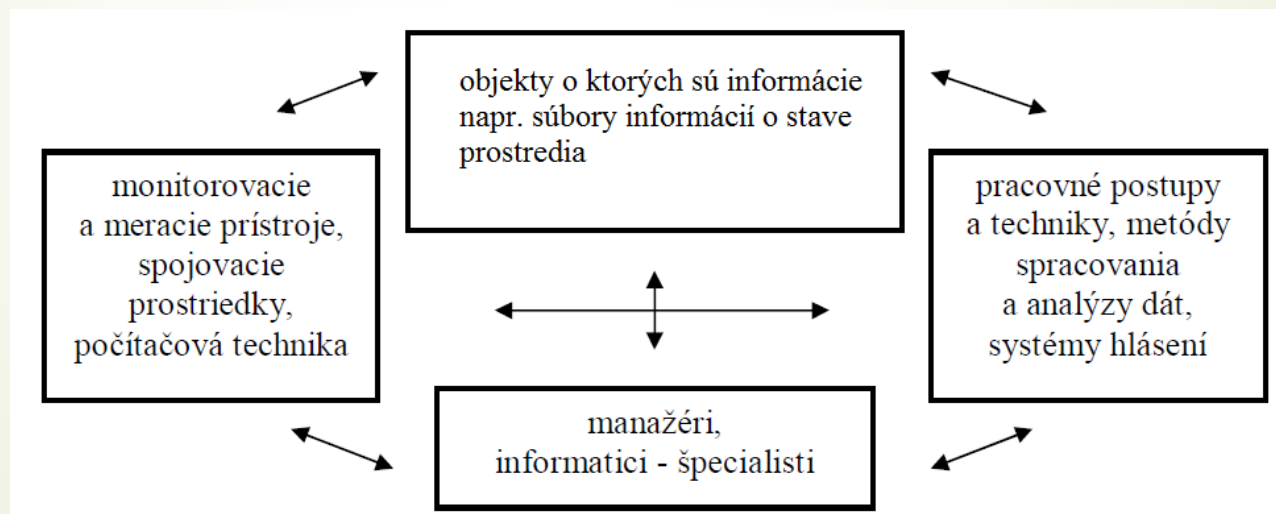 objekty o ktorých sú informácie
napr. súbory informácií o stave
prostredia
monitorovacie
a meracie prístroje,
spojovacie
prostriedky,
počítačová technika
pracovné postupy
a techniky, metódy
spracovania
a analýzy dát,
systémy hlásení
manažéri,
informatici - špecialisti